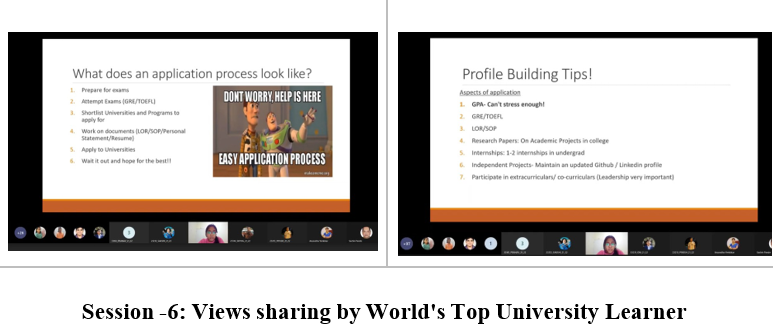 What does an application process look like?
1. Prepare for exams
2. Attempt Exams (GRE/TOEFL)
3. Shortlist Universities and Programs to
apply for
4. Work on documents (LOR/SOP/Personal
Statement/Resume)
5. Apply to Universities
6. Wait it out and hope for the best!!
DONT WORRY, HELP IS HERE
EASY APPLICATION PROCESS
Profile Building Tips!
Aspects of application
1. GPA- Can't stress enough!
2. GRE/TOEFL
3. LOR/SOP
4. Research Papers: On Academic Projects in college
5. Internships: 1-2 internships in undergrad
6. Independent Projects- Maintain an updated Github / Linkedin profile
7. Participate in extracurriculars/ co-curriculars (Leadership very important)
Session -6: Views sharing by World's Top University Learner